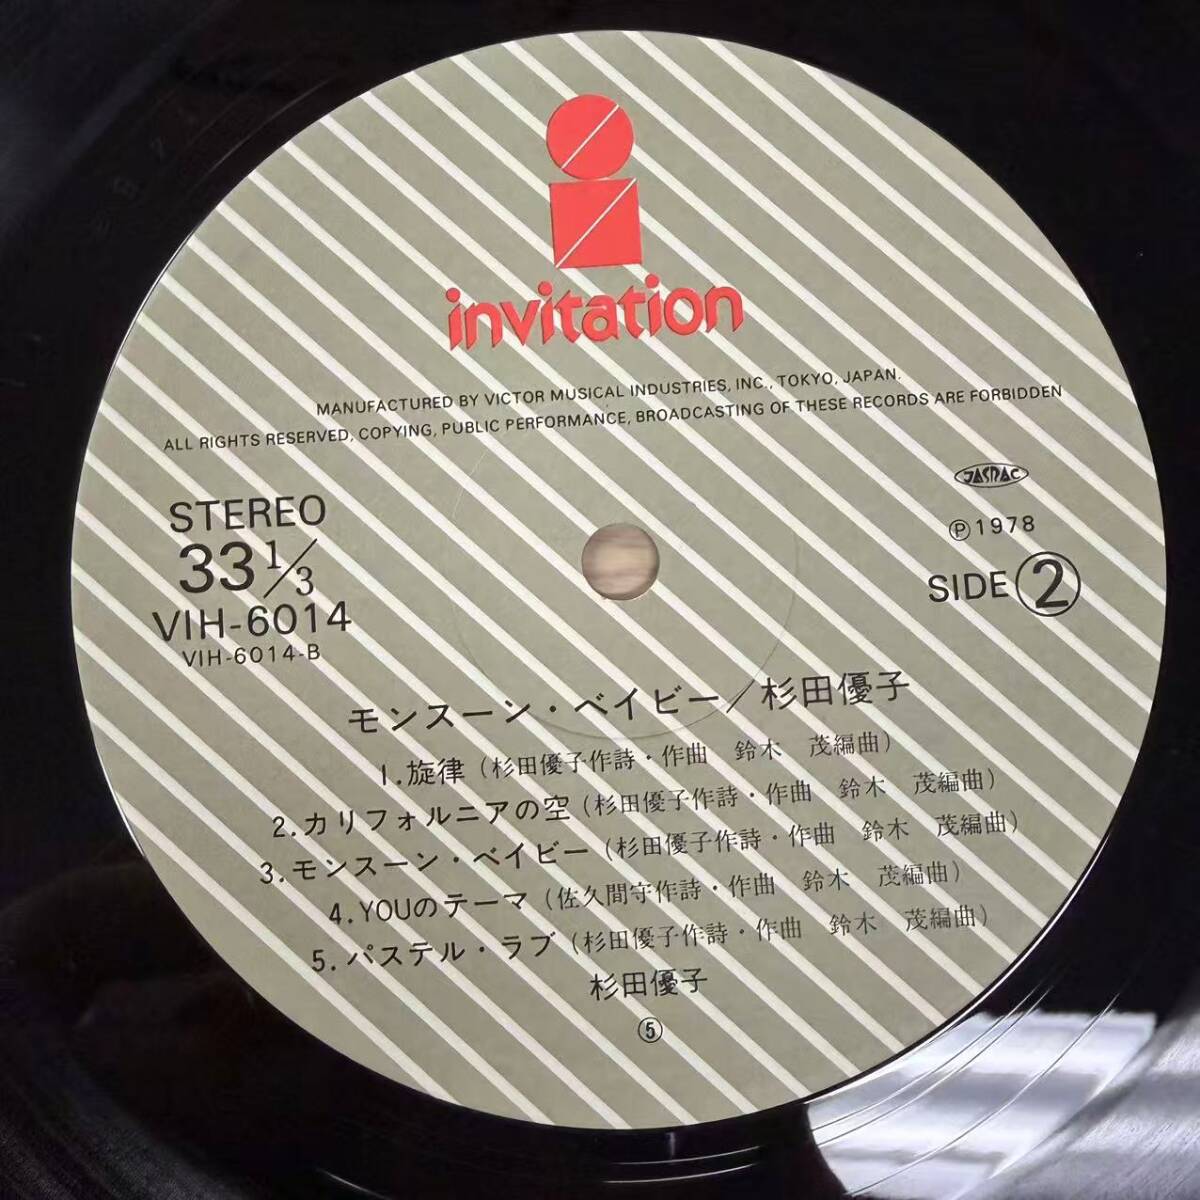 invitation
MANUFACTURED BY VICTOR MUSICAL INDUSTRIES, INC., TOKYO, JAPAN.
ALL RIGHTS RESERVED, COPYING, PUBLIC PERFORMANCE, BROADCASTING OF THESE RECORDS ARE FORBIDDEN
JASRAC
STEREO
33 1/3
VIH-6014
VIH-6014-B
Ⓟ1978
SIDE ②
モンスーン・ベイビー／杉田優子
1.旋律（杉田優子作詩・作曲 鈴木 茂編曲）
2.カリフォルニアの空（杉田優子作詩・作曲 鈴木 茂編曲）
3.モンスーン・ベイビー（杉田優子作詩・作曲 鈴木 茂編曲）
4.YOUのテーマ（佐久間守作詩・作曲 鈴木 茂編曲）
5.パステル・ラブ（杉田優子作詩・作曲 鈴木 茂編曲）
杉田優子
⑤